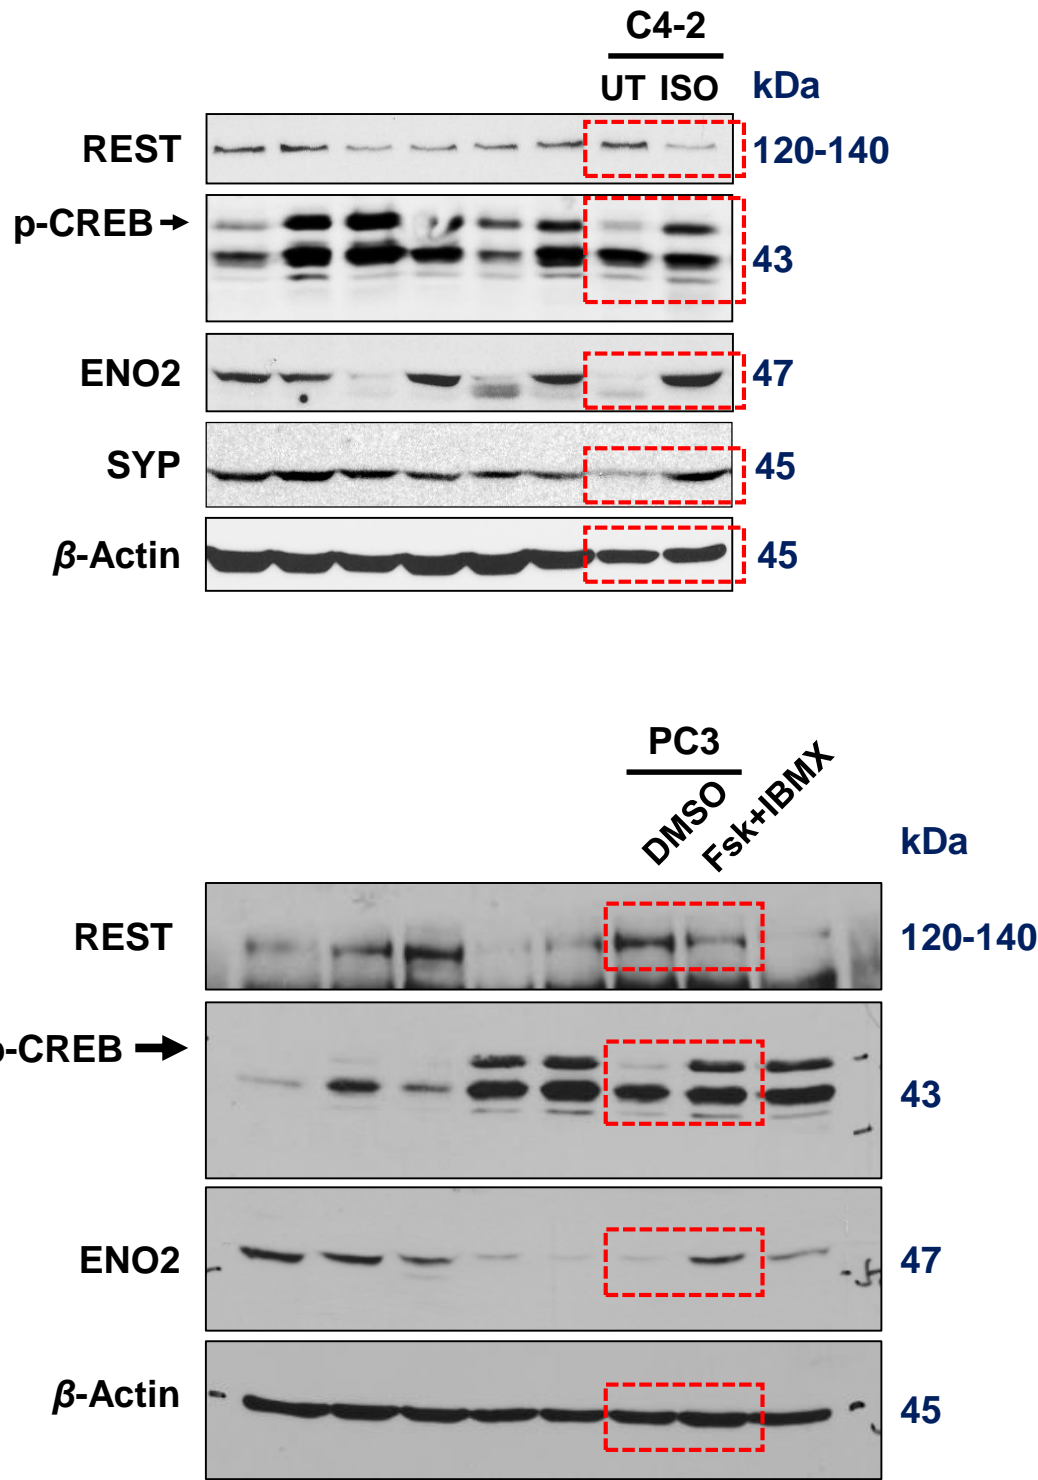 C4-2
UT ISO kDa
REST 120-140
p-CREB 43
ENO2 47
SYP 45
β-Actin 45
PC3
DMSO Fsk+IBMX
kDa
REST 120-140
p-CREB 43
ENO2 47
β-Actin 45